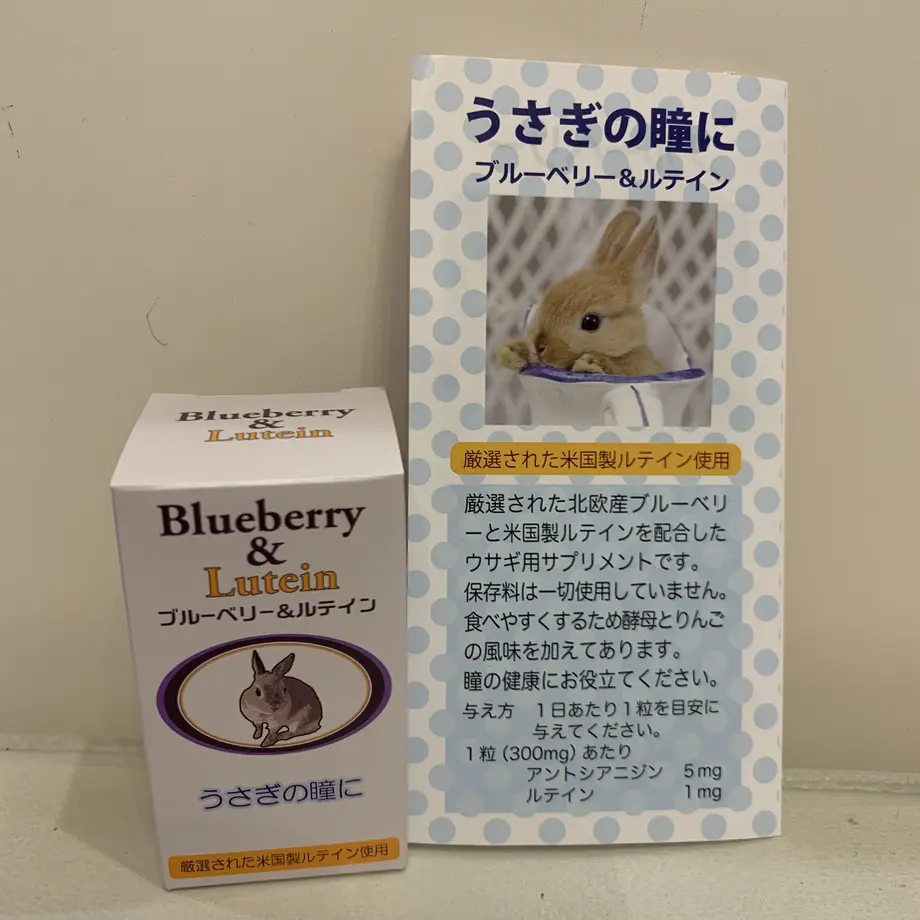 Blueberry
&
Lutein
Blueberry
&
Lutein
ブルーベリー&ルテイン
うさぎの瞳に
厳選された米国製ルテイン使用
うさぎの瞳に
ブルーベリー&ルテイン
厳選された米国製ルテイン使用
厳選された北欧産ブルーベリ
ーと米国製ルテインを配合した
ウサギ用サプリメントです。
保存料は一切使用していません。
食べやすくするため酵母とりんご
の風味を加えてあります。
瞳の健康にお役立てください。
与え方 1日あたり1粒を目安に
与えてください。
1粒(300mg)あたり
アントシアニジン 5mg
ルテイン 1mg